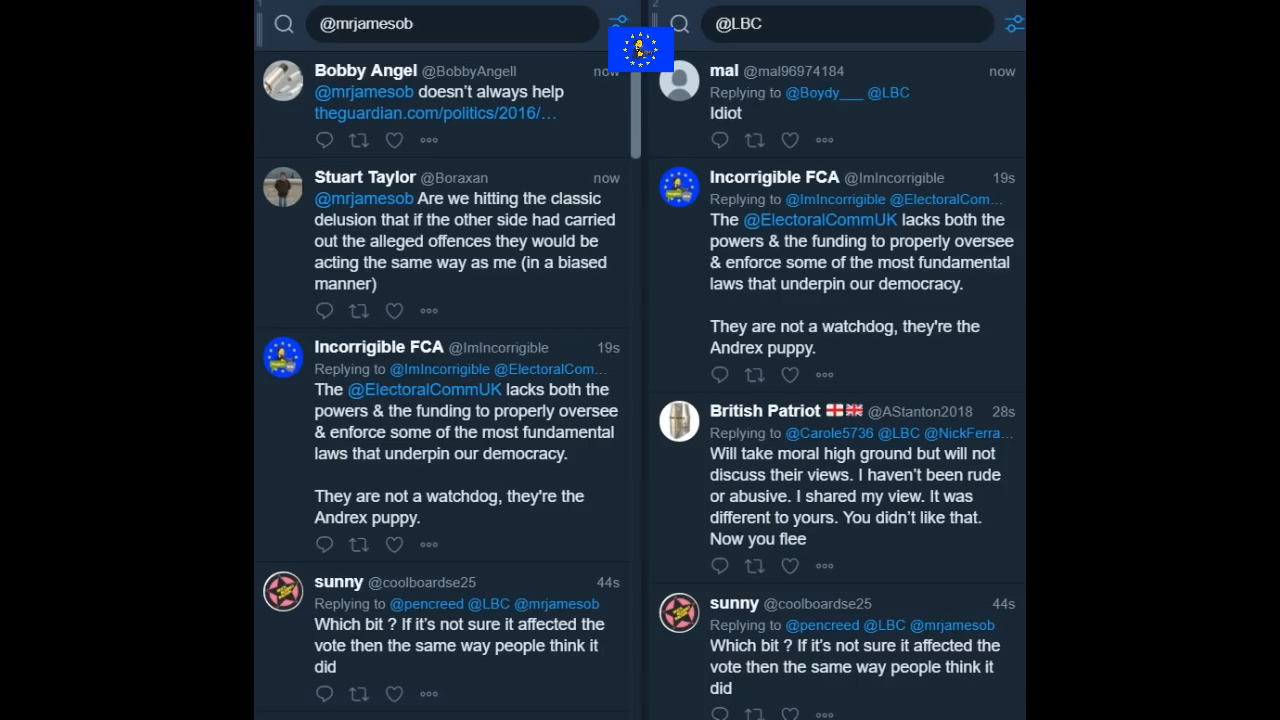 1
@mrjamesob
Bobby Angel @BobbyAngell now
@mrjamesob doesn't always help
theguardian.com/politics/2016/…
Stuart Taylor @Boraxan now
@mrjamesob Are we hitting the classic
delusion that if the other side had carried
out the alleged offences they would be
acting the same way as me (in a biased
manner)
Incorrigible FCA @ImIncorrigible 19s
Replying to @ImIncorrigible @ElectoralCom…
The @ElectoralCommUK lacks both the
powers & the funding to properly oversee
& enforce some of the most fundamental
laws that underpin our democracy.
They are not a watchdog, they're the
Andrex puppy.
sunny @coolboardse25 44s
Replying to @pencreed @LBC @mrjamesob
Which bit ? If it's not sure it affected the
vote then the same way people think it
did
2
@LBC
mal @mal96974184 now
Replying to @Boydy___ @LBC
Idiot
Incorrigible FCA @ImIncorrigible 19s
Replying to @ImIncorrigible @ElectoralCom…
The @ElectoralCommUK lacks both the
powers & the funding to properly oversee
& enforce some of the most fundamental
laws that underpin our democracy.
They are not a watchdog, they're the
Andrex puppy.
British Patriot @AStanton2018 28s
Replying to @Carole5736 @LBC @NickFerra…
Will take moral high ground but will not
discuss their views. I haven't been rude
or abusive. I shared my view. It was
different to yours. You didn't like that.
Now you flee
sunny @coolboardse25 44s
Replying to @pencreed @LBC @mrjamesob
Which bit ? If it's not sure it affected the
vote then the same way people think it
did